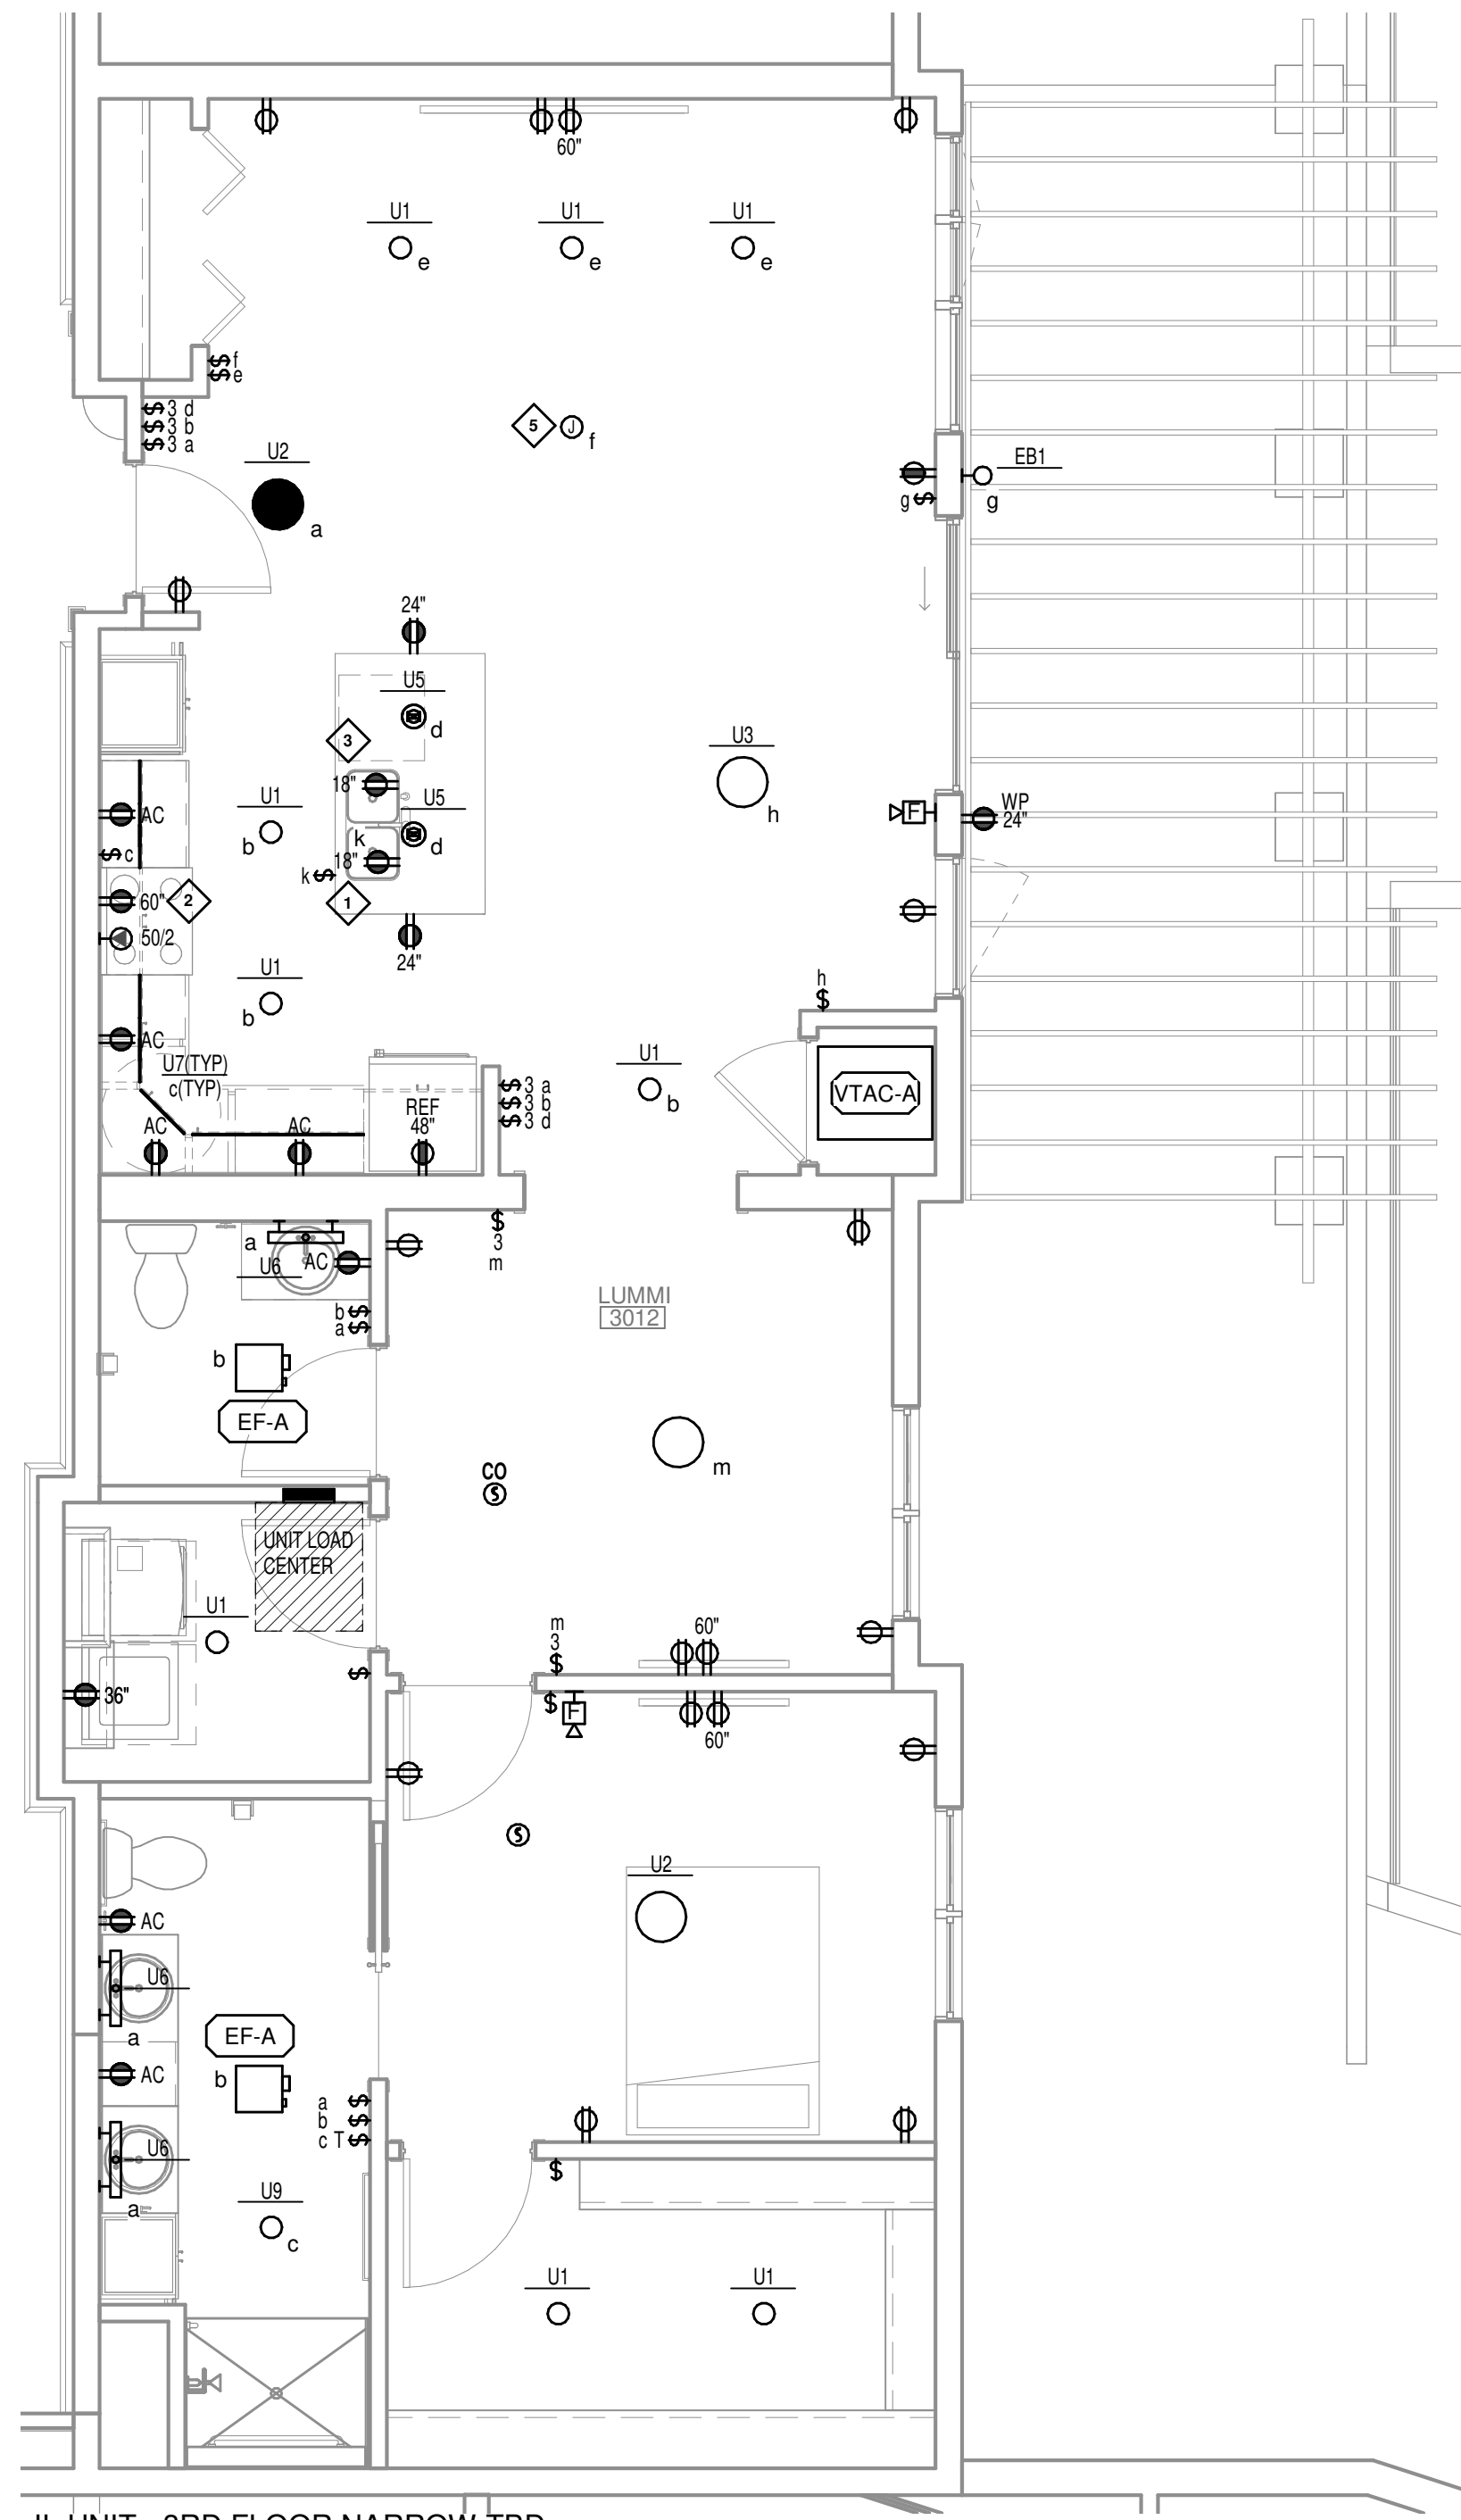 60"
U1 U1 U1
e e e
f
e
3 d
3 b
3 a
5 J f
U2
a
EB1
g g
24"
U5
d
3
18"
U3
h
U1
b
U5
k d
AC
c
18"
k
1
60" 2
50/2
F
WP
24"
24"
U1
b
h
AC
U7(TYP)
c(TYP)
U1
b
VTAC-A
3 a
3 b
3 d
REF
48"
AC AC
3
m
a
U6 AC
b
a
LUMMI
3012
b
EF-A
m
CO
S
UNIT LOAD
CENTER
U1
36"
m
3
60"
F
60"
S
U2
AC
U6
a
EF-A
b
AC
a
b
c T
U6
a
U9
c
U1 U1